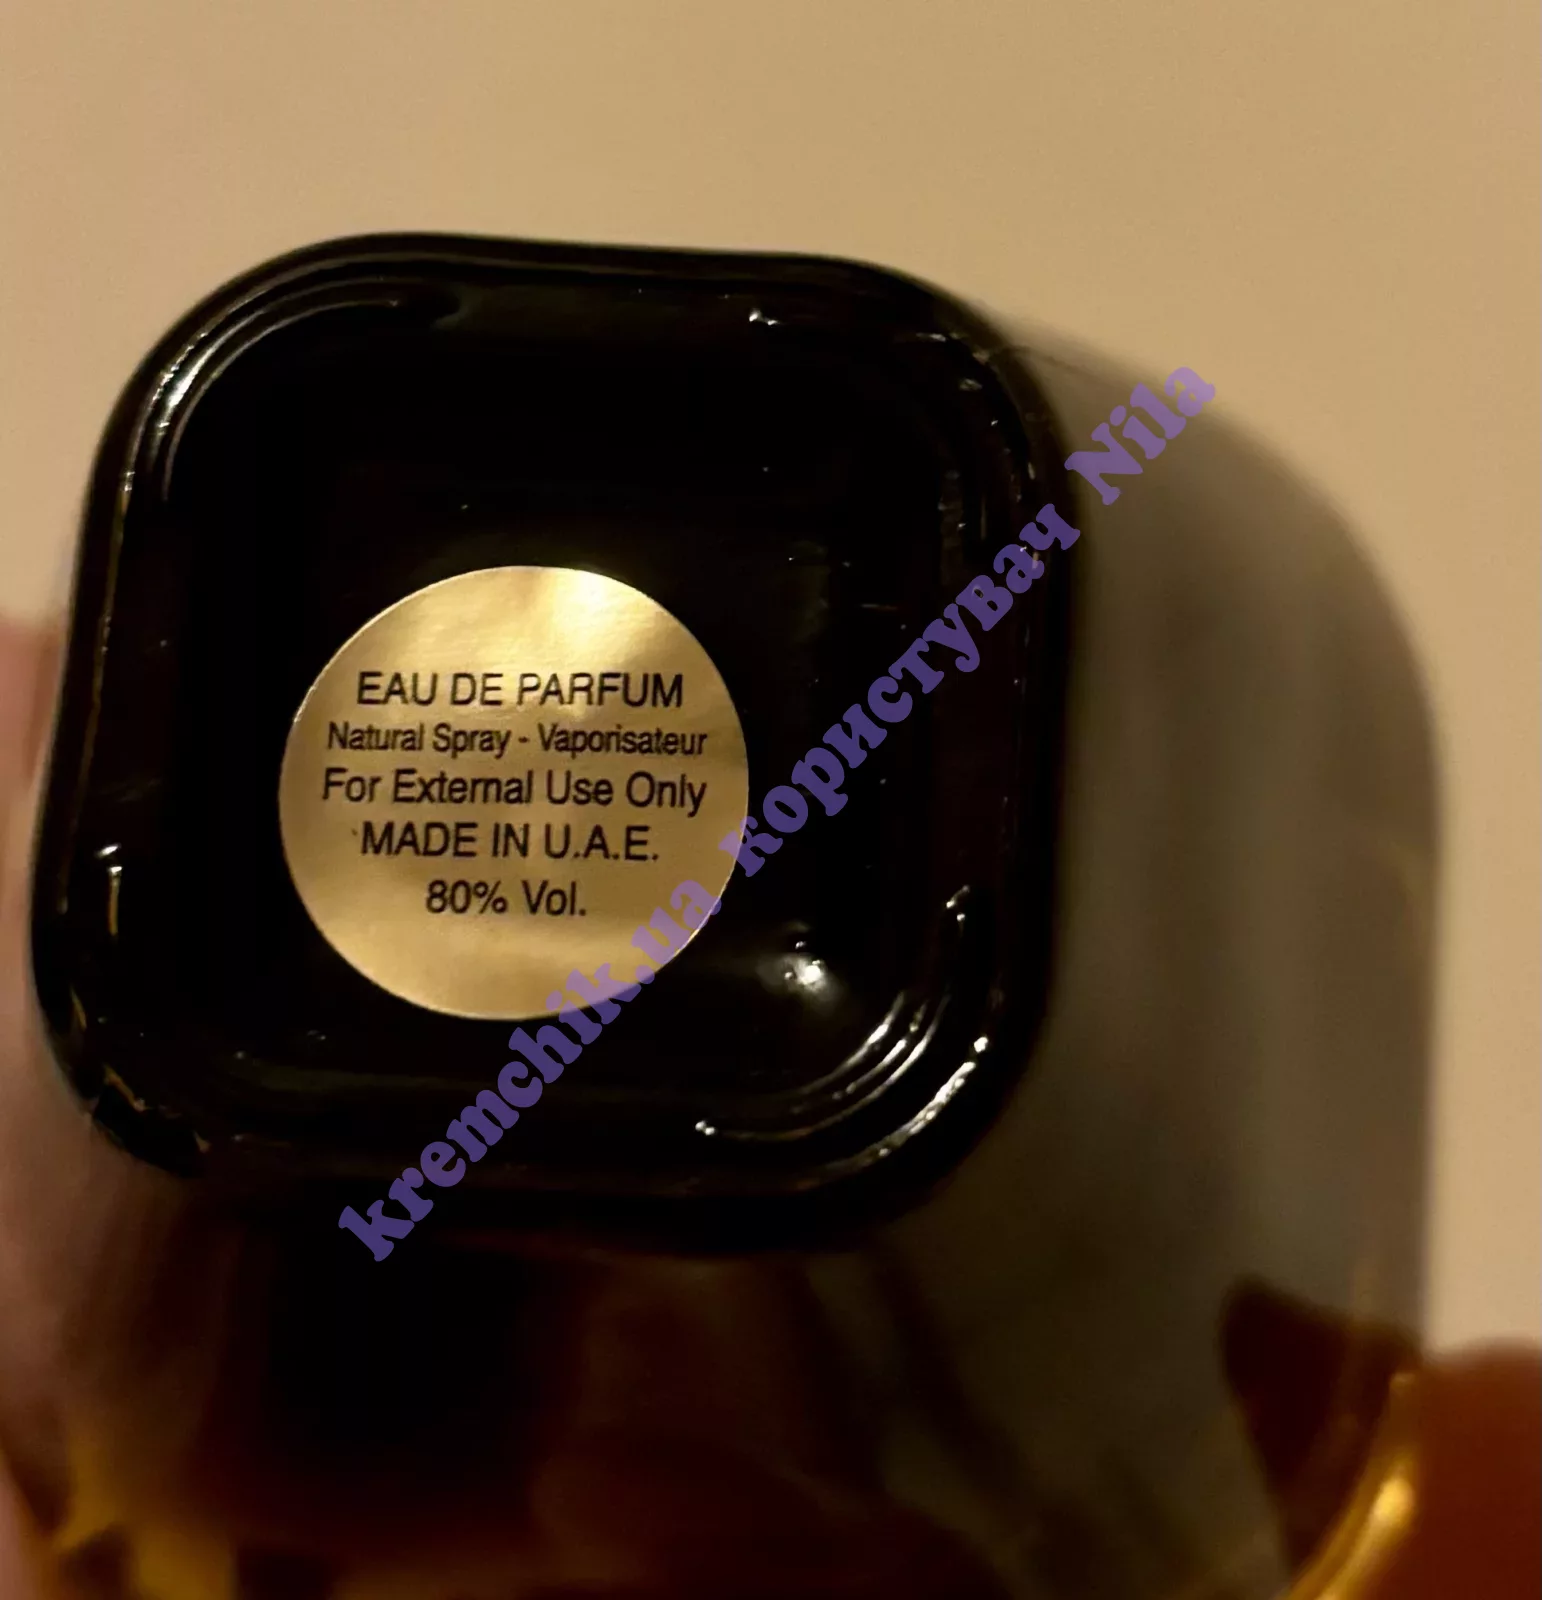 EAU DE PARFUM
Natural Spray - Vaporisateur
For External Use Only
MADE IN U.A.E.
80% Vol.
kremchik.ua користувач Nila